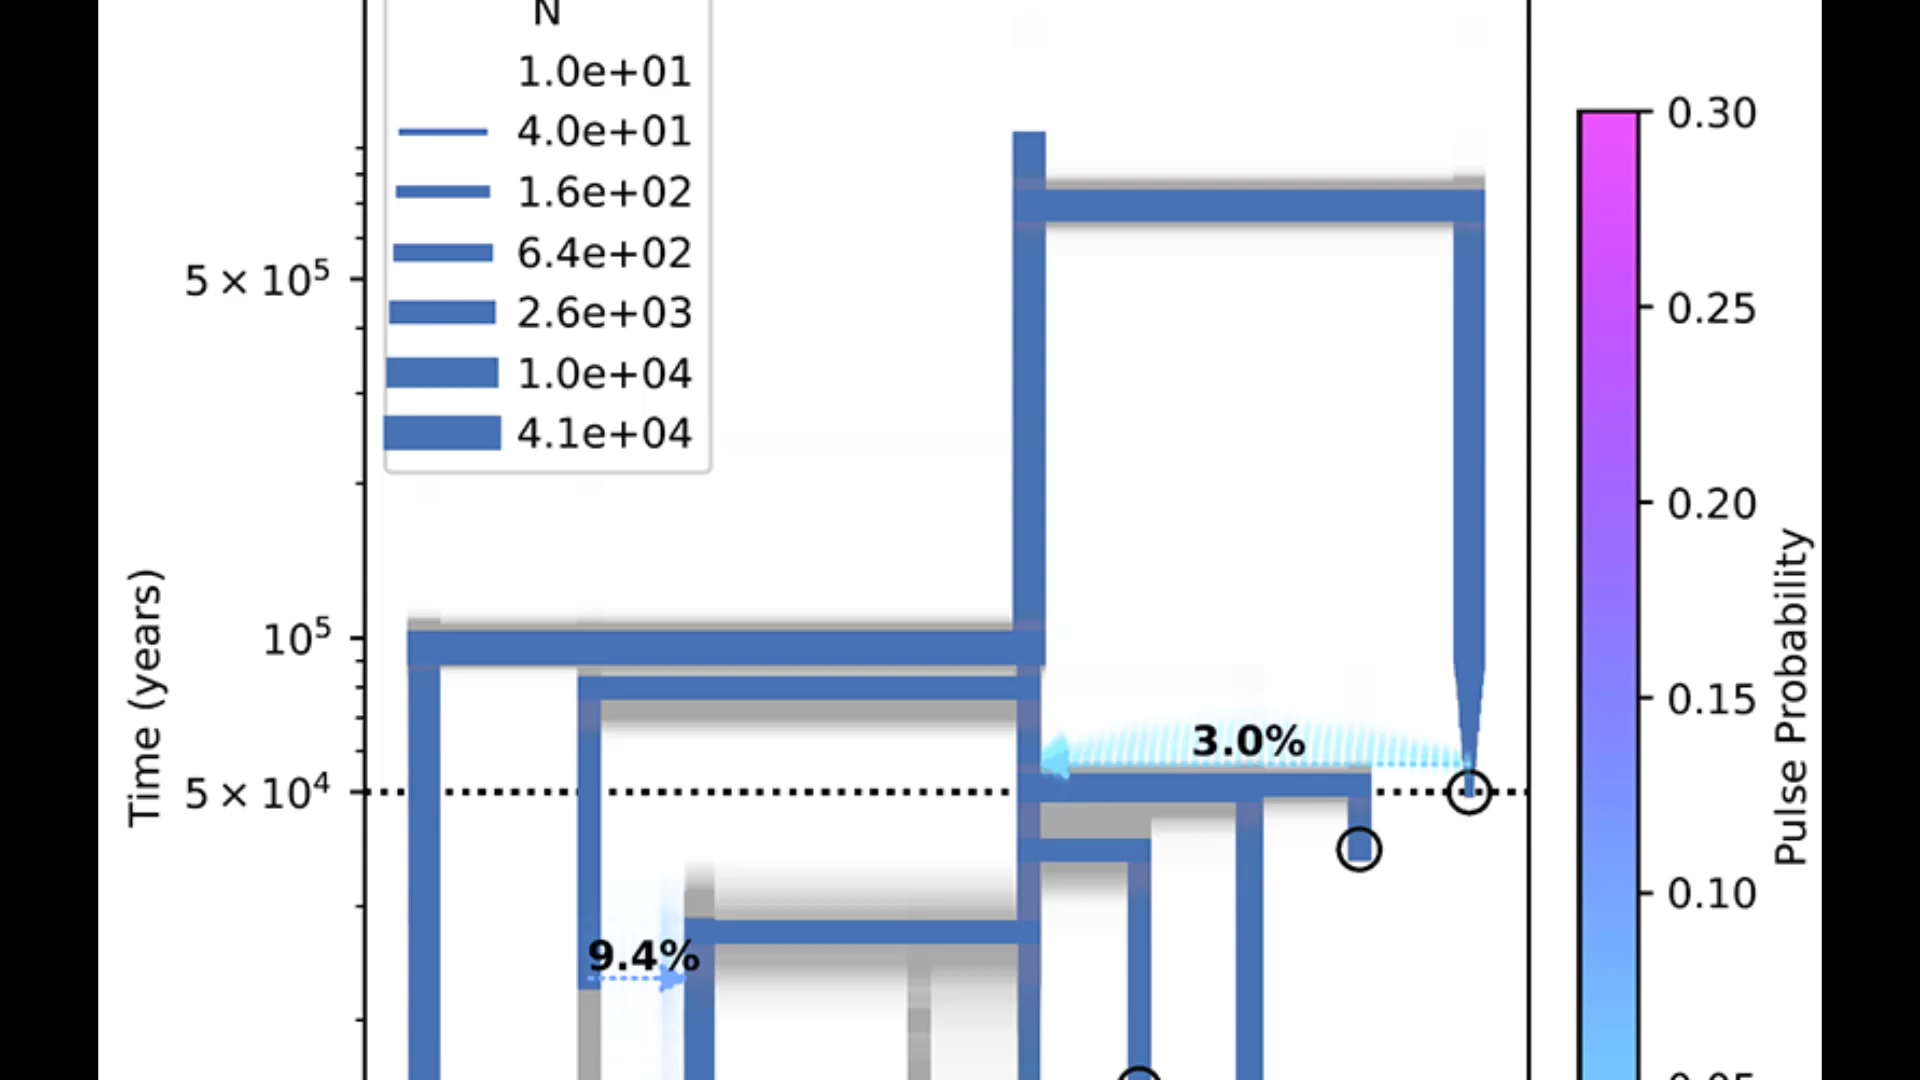 N
1.0e+01
4.0e+01
1.6e+02
6.4e+02
2.6e+03
1.0e+04
4.1e+04
Time (years)
5 × 10⁵
10⁵
5 × 10⁴
3.0%
9.4%
0.30
0.25
0.20
0.15
0.10
Pulse Probability